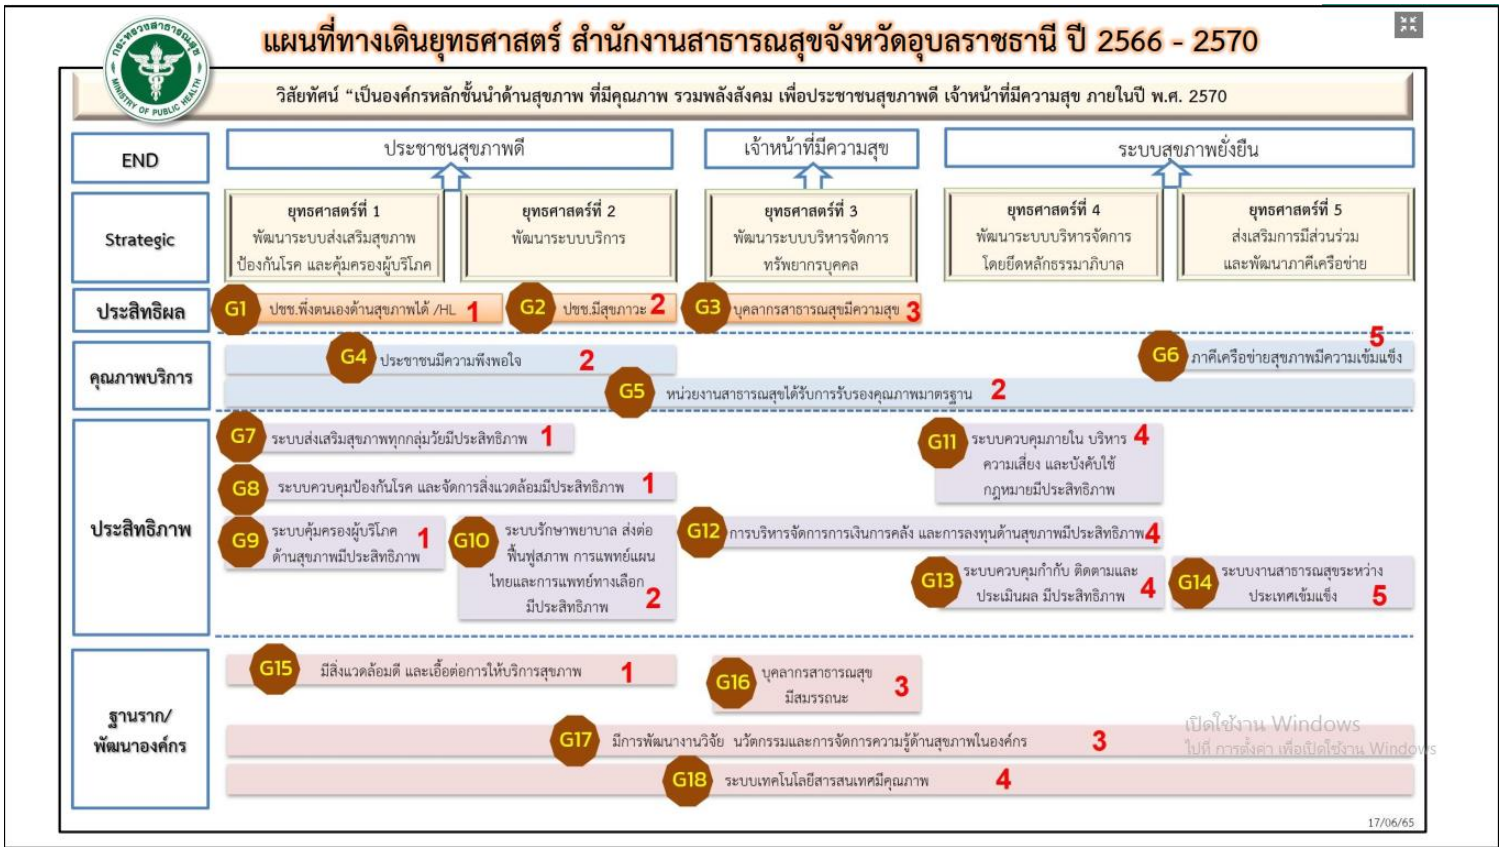 แผนที่ทางเดินยุทธศาสตร์ สำนักงานสาธารณสุขจังหวัดอุบลราชธานี ปี 2566 - 2570
กระทรวงสาธารณสุข
MINISTRY OF PUBLIC HEALTH
วิสัยทัศน์ “เป็นองค์กรหลักชั้นนำด้านสุขภาพ ที่มีคุณภาพ รวมพลังสังคม เพื่อประชาชนสุขภาพดี เจ้าหน้าที่มีความสุข ภายในปี พ.ศ. 2570
END
ประชาชนสุขภาพดี
เจ้าหน้าที่มีความสุข
ระบบสุขภาพยั่งยืน
Strategic
ยุทธศาสตร์ที่ 1
พัฒนาระบบส่งเสริมสุขภาพ
ป้องกันโรค และคุ้มครองผู้บริโภค
ยุทธศาสตร์ที่ 2
พัฒนาระบบบริการ
ยุทธศาสตร์ที่ 3
พัฒนาระบบบริหารจัดการ
ทรัพยากรบุคคล
ยุทธศาสตร์ที่ 4
พัฒนาระบบบริหารจัดการ
โดยยึดหลักธรรมาภิบาล
ยุทธศาสตร์ที่ 5
ส่งเสริมการมีส่วนร่วม
และพัฒนาภาคีเครือข่าย
ประสิทธิผล
G1 ปชช.พึ่งตนเองด้านสุขภาพได้ /HL 1
G2 ปชช.มีสุขภาวะ 2
G3 บุคลากรสาธารณสุขมีความสุข 3
คุณภาพบริการ
G4 ประชาชนมีความพึงพอใจ 2
5
G6 ภาคีเครือข่ายสุขภาพมีความเข้มแข็ง
G5 หน่วยงานสาธารณสุขได้รับการรับรองคุณภาพมาตรฐาน 2
ประสิทธิภาพ
G7 ระบบส่งเสริมสุขภาพทุกกลุ่มวัยมีประสิทธิภาพ 1
G11 ระบบควบคุมภายใน บริหาร 4
ความเสี่ยง และบังคับใช้
กฎหมายมีประสิทธิภาพ
G8 ระบบควบคุมป้องกันโรค และจัดการสิ่งแวดล้อมมีประสิทธิภาพ 1
G9 ระบบคุ้มครองผู้บริโภค
ด้านสุขภาพมีประสิทธิภาพ 1
G10 ระบบรักษาพยาบาล ส่งต่อ
ฟื้นฟูสภาพ การแพทย์แผน
ไทยและการแพทย์ทางเลือก
มีประสิทธิภาพ 2
G12 การบริหารจัดการการเงินการคลัง และการลงทุนด้านสุขภาพมีประสิทธิภาพ 4
G13 ระบบควบคุมกำกับ ติดตามและ
ประเมินผล มีประสิทธิภาพ 4
G14 ระบบงานสาธารณสุขระหว่าง
ประเทศเข้มแข็ง 5
ฐานราก/
พัฒนาองค์กร
G15 มีสิ่งแวดล้อมดี และเอื้อต่อการให้บริการสุขภาพ 1
G16 บุคลากรสาธารณสุข
มีสมรรถนะ 3
G17 มีการพัฒนางานวิจัย นวัตกรรมและการจัดการความรู้ด้านสุขภาพในองค์กร 3
G18 ระบบเทคโนโลยีสารสนเทศมีคุณภาพ 4
เปิดใช้งาน Windows
ไปที่ การตั้งค่า เพื่อเปิดใช้งาน Windows
17/06/65